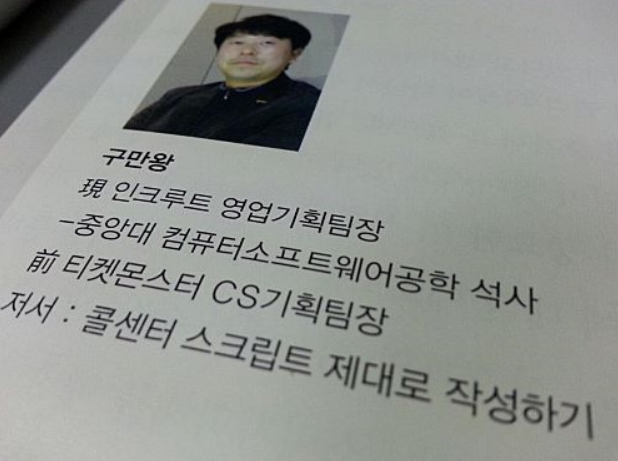 구만왕
現 인크루트 영업기획팀장
-중앙대 컴퓨터소프트웨어공학 석사
前 티켓몬스터 CS기획팀장
저서 : 콜센터 스크립트 제대로 작성하기